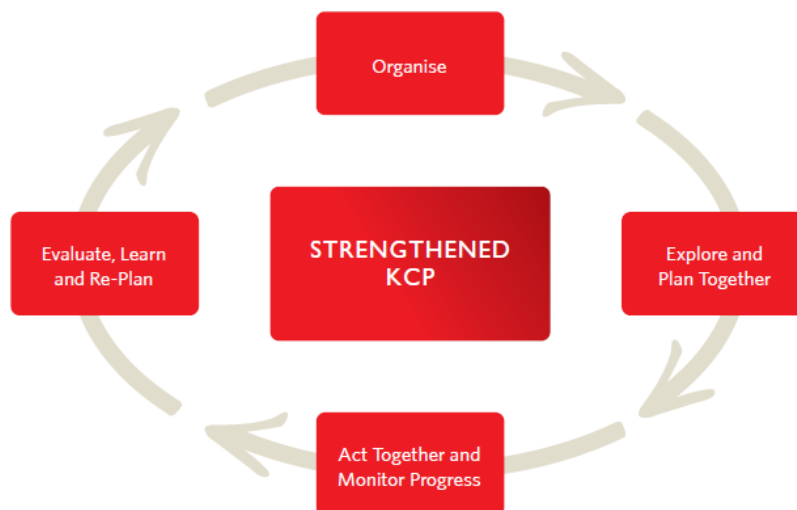 Organise
Evaluate, Learn
and Re-Plan
STRENGTHENED
KCP
Explore and
Plan Together
Act Together and
Monitor Progress